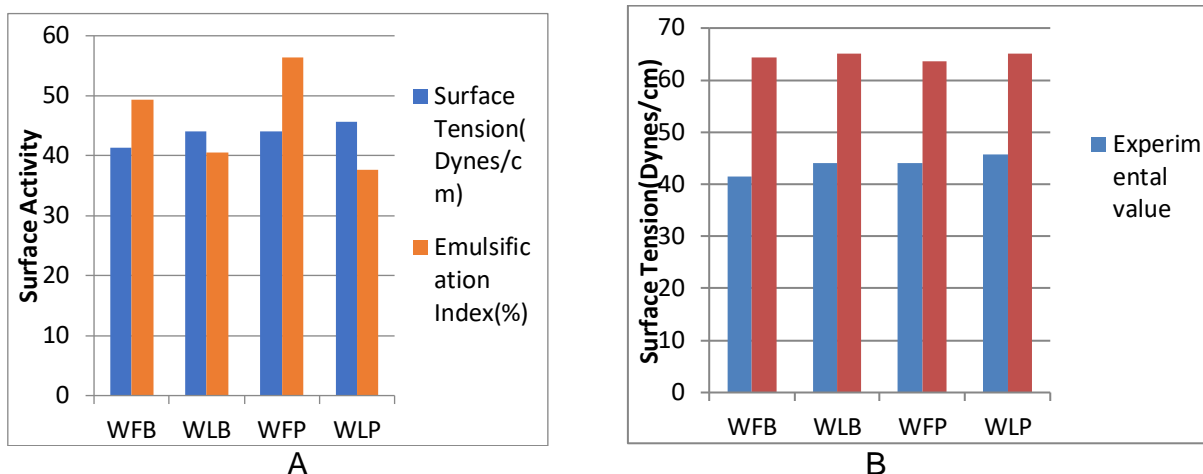 60
50
40
30
20
10
0
Surface Activity
WFB WLB WFP WLP
Surface
Tension(
Dynes/c
m)
Emulsific
ation
Index(%)
A
70
60
50
40
30
20
10
0
Surface Tension(Dynes/cm)
WFB WLB WFP WLP
Experim
ental
value
B